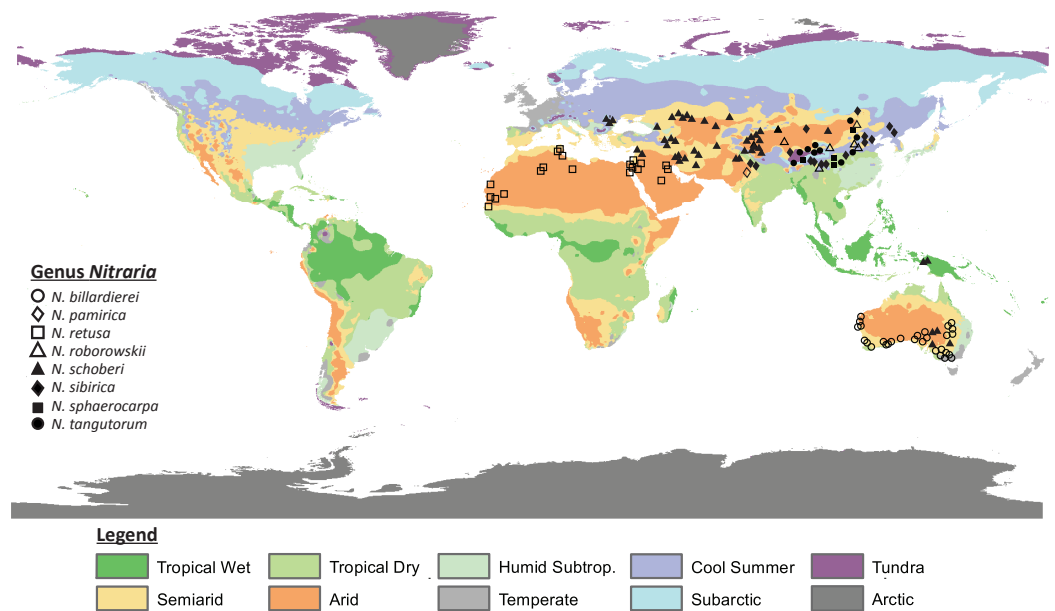 Genus Nitraria
N. billardierei
N. pamirica
N. retusa
N. roborowskii
N. schoberi
N. sibirica
N. sphaerocarpa
N. tangutorum
Legend
Tropical Wet
Tropical Dry
Humid Subtrop.
Cool Summer
Tundra
Semiarid
Arid
Temperate
Subarctic
Arctic